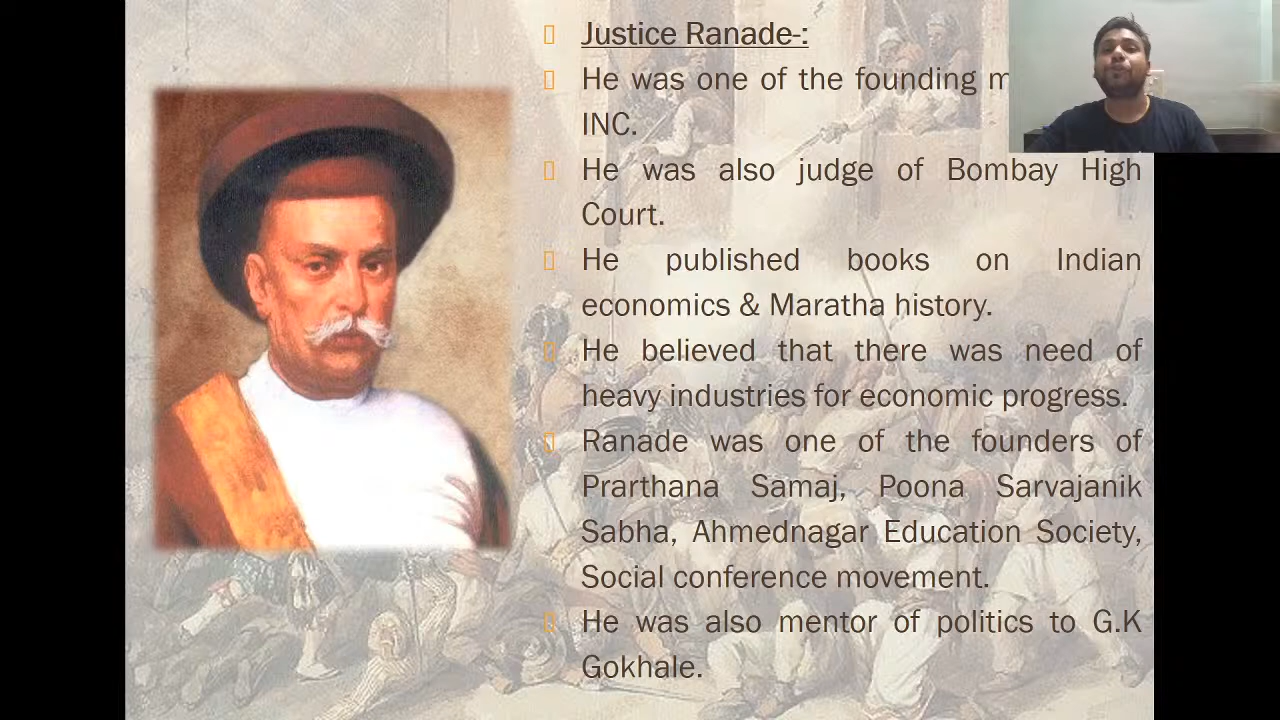 Justice Ranade-:
He was one of the founding
INC.
He was also judge of Bombay High
Court.
He published books on Indian
economics & Maratha history.
He believed that there was need of
heavy industries for economic progress.
Ranade was one of the founders of
Prarthana Samaj, Poona Sarvajanik
Sabha, Ahmednagar Education Society,
Social conference movement.
He was also mentor of politics to G.K
Gokhale.